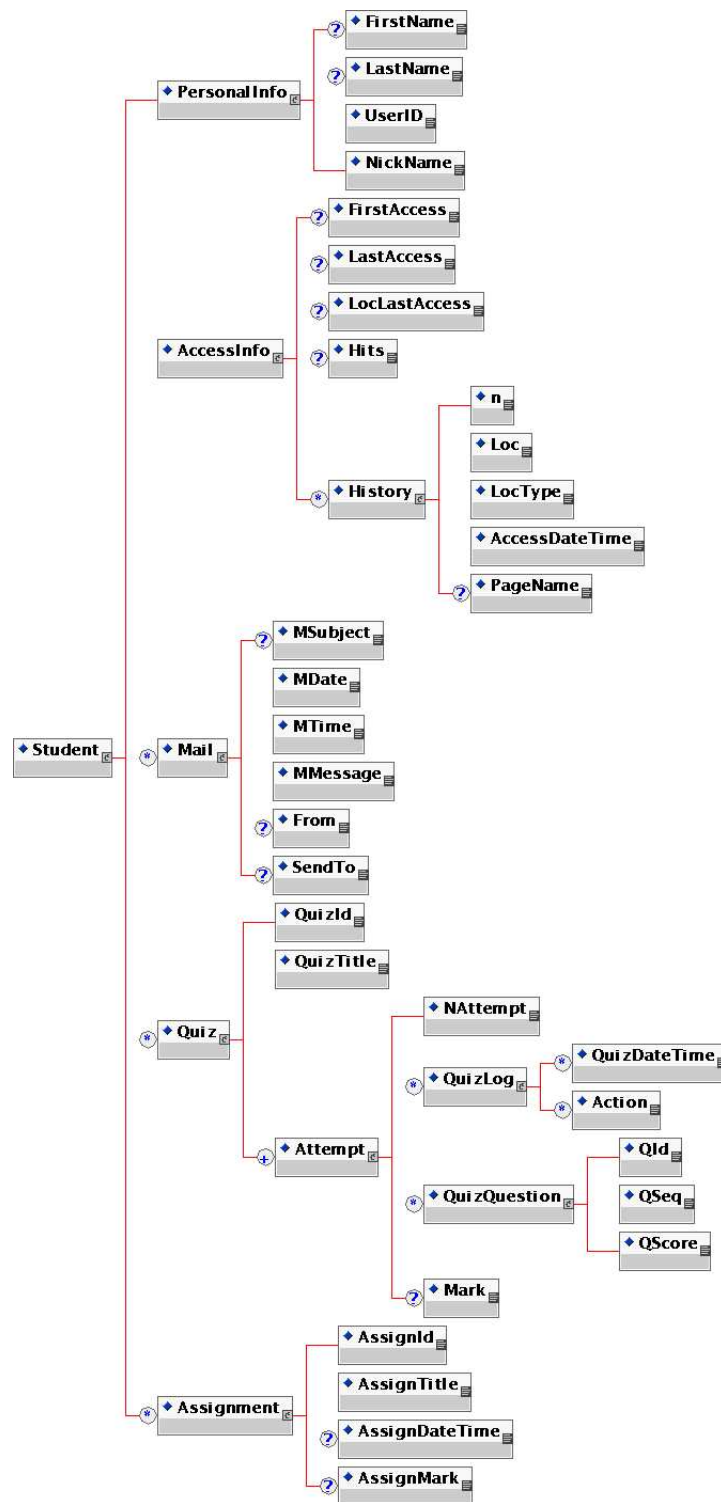 ? FirstName
? LastName
PersonalInfo
UserID
NickName
? FirstAccess
? LastAccess
? LocLastAccess
AccessInfo
? Hits
n
Loc
* History
LocType
AccessDateTime
? PageName
? MSubject
MDate
MTime
Student
* Mail
MMessage
? From
? SendTo
QuizId
QuizTitle
* Quiz
NAttempt
* QuizLog
* QuizDateTime
* Action
+ Attempt
* QuizQuestion
QId
QSeq
QScore
? Mark
AssignId
AssignTitle
* Assignment
? AssignDateTime
? AssignMark